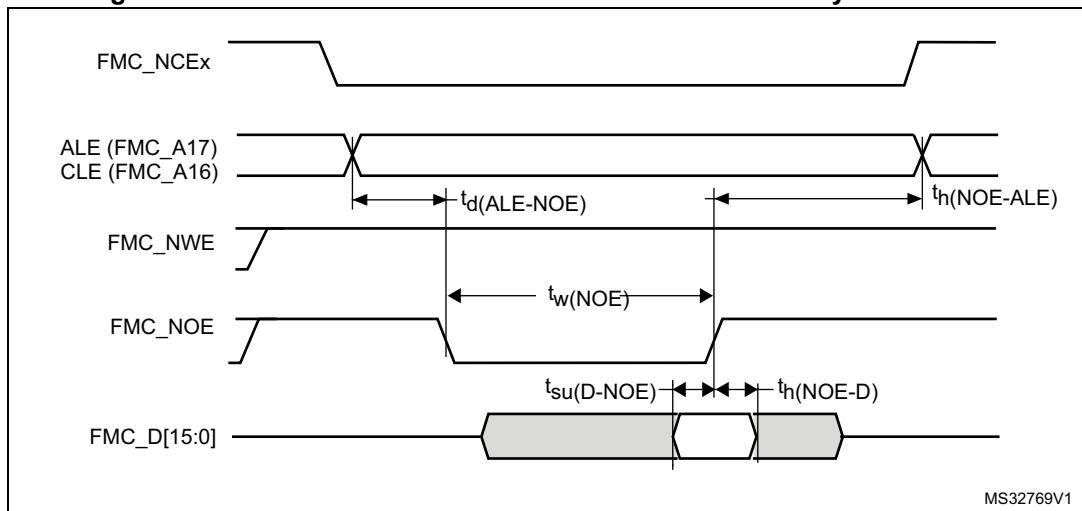 FMC_NCEx
ALE (FMC_A17)
CLE (FMC_A16)
td(ALE-NOE)
th(NOE-ALE)
FMC_NWE
tw(NOE)
FMC_NOE
tsu(D-NOE)
th(NOE-D)
FMC_D[15:0]
MS32769V1